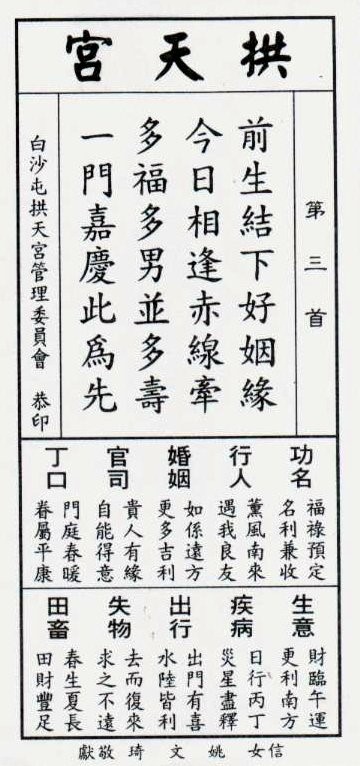 拱天宮
第三首
前生結下好姻緣
今日相逢赤線牽
多福多男並多壽
一門嘉慶此為先
白沙屯拱天宮管理委員會 恭印
功名
福祿預定
名利兼收
行人
薰風南來
遇我良友
婚姻
如係遠方
更多吉利
官司
貴人有緣
自能得意
丁口
門庭春暖
眷屬平康
生意
財臨午運
更利南方
疾病
日行丙丁
災星盡釋
出行
出門有喜
水陸皆利
失物
去而復來
求之不遠
田畜
春生夏長
田財豐足
信女 姚文琦 敬獻